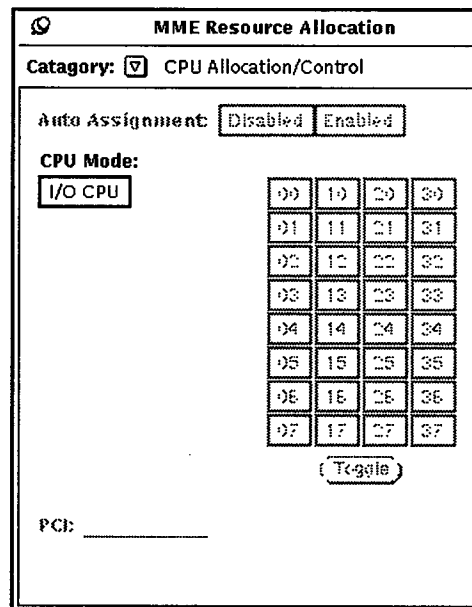 MME Resource Allocation
Catagory: CPU Allocation/Control
Auto Assignment: Disabled Enabled
CPU Mode:
I/O CPU
00 10 20 30
01 11 21 31
02 12 22 32
03 13 23 33
04 14 24 34
05 15 25 35
06 16 26 36
07 17 27 37
Toggle
PCI: